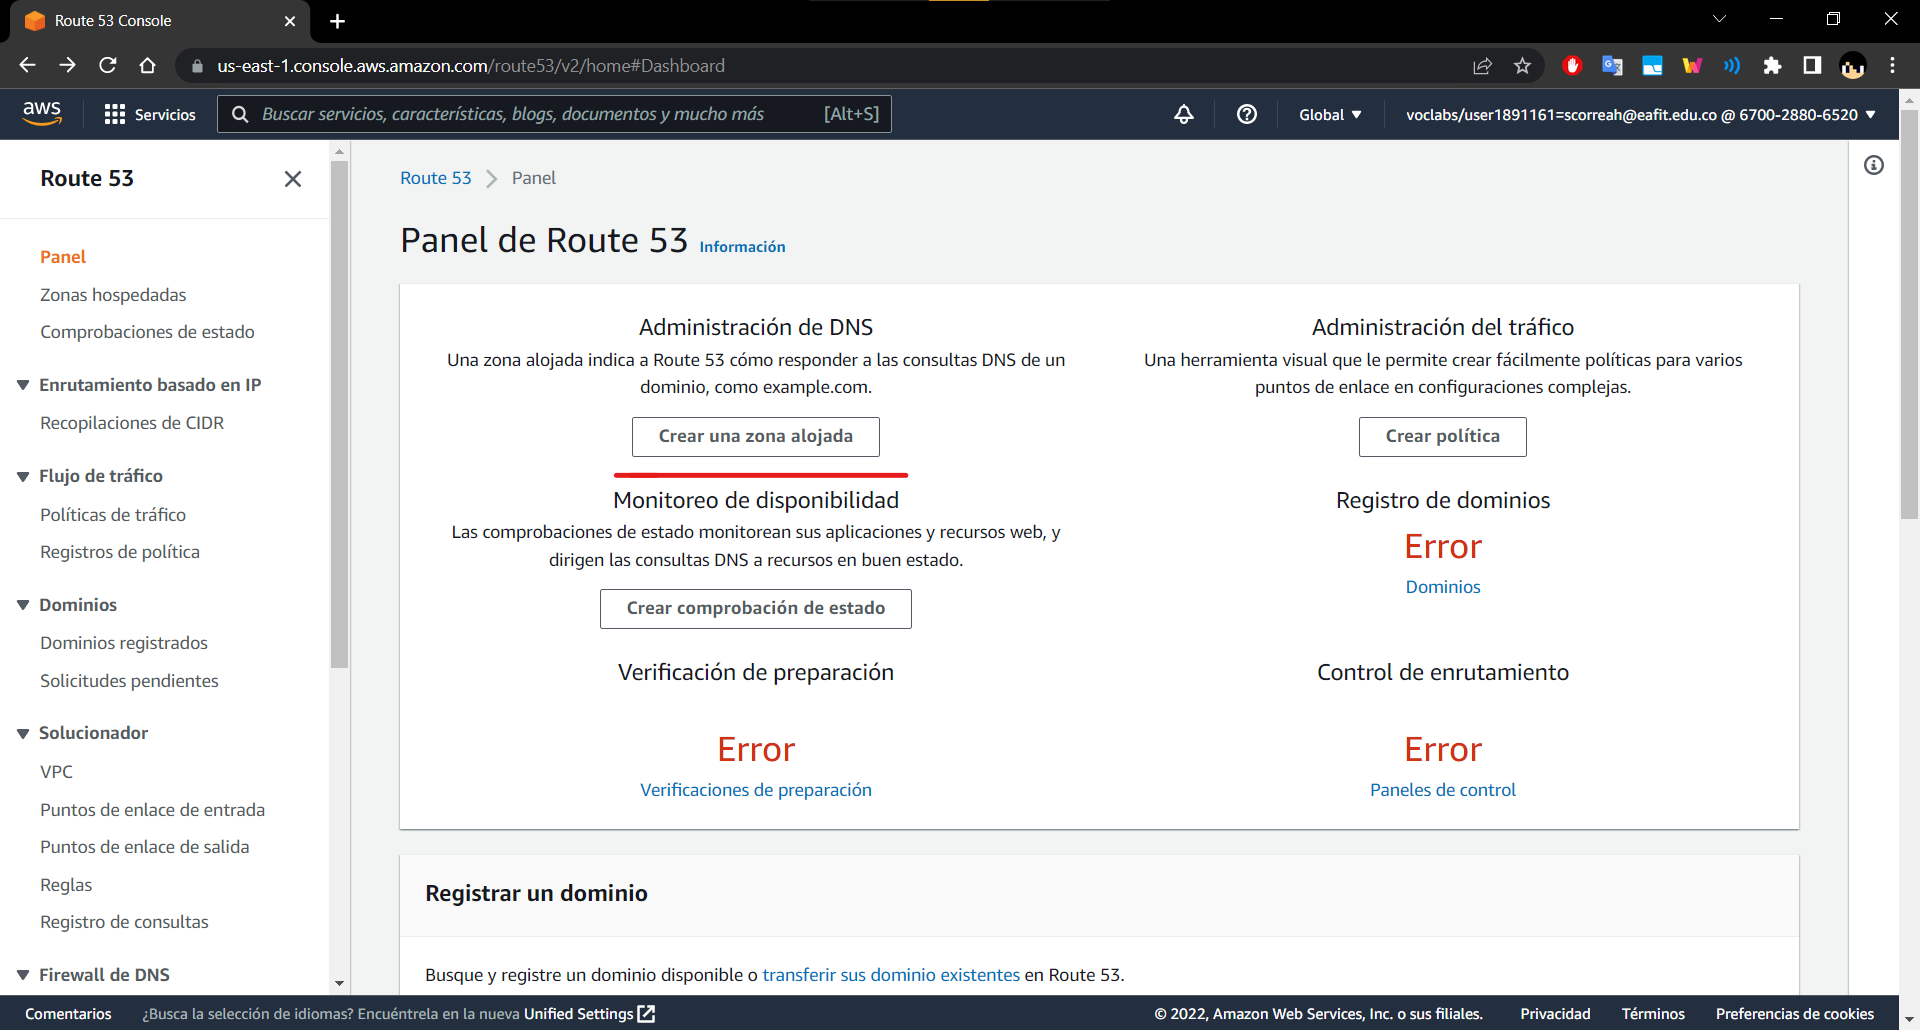 Route 53 Console
us-east-1.console.aws.amazon.com/route53/v2/home#Dashboard
aws
Servicios
Buscar servicios, características, blogs, documentos y mucho más
[Alt+S]
Global
voclabs/user1891161=scorreah@eafit.edu.co @ 6700-2880-6520
Route 53
Panel
Zonas hospedadas
Comprobaciones de estado
Enrutamiento basado en IP
Recopilaciones de CIDR
Flujo de tráfico
Políticas de tráfico
Registros de política
Dominios
Dominios registrados
Solicitudes pendientes
Solucionador
VPC
Puntos de enlace de entrada
Puntos de enlace de salida
Reglas
Registro de consultas
Firewall de DNS
Route 53
Panel
Panel de Route 53
Información
Administración de DNS
Una zona alojada indica a Route 53 cómo responder a las consultas DNS de un
dominio, como example.com.
Crear una zona alojada
Administración del tráfico
Una herramienta visual que le permite crear fácilmente políticas para varios
puntos de enlace en configuraciones complejas.
Crear política
Monitoreo de disponibilidad
Las comprobaciones de estado monitorean sus aplicaciones y recursos web, y
dirigen las consultas DNS a recursos en buen estado.
Crear comprobación de estado
Registro de dominios
Error
Dominios
Verificación de preparación
Error
Verificaciones de preparación
Control de enrutamiento
Error
Paneles de control
Registrar un dominio
Busque y registre un dominio disponible o transferir sus dominio existentes en Route 53.
Comentarios
¿Busca la selección de idiomas? Encuéntrela en la nueva Unified Settings
© 2022, Amazon Web Services, Inc. o sus filiales.
Privacidad
Términos
Preferencias de cookies